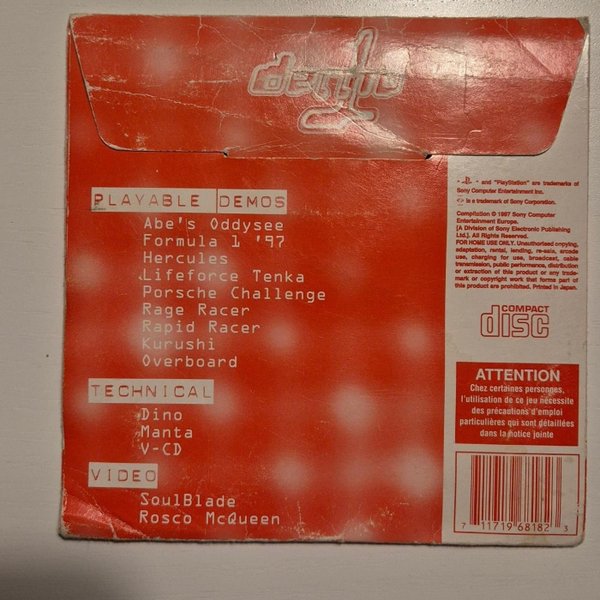 demo
PLAYABLE DEMOS
Abe's Oddysee
Formula 1 '97
Hercules
Lifeforce Tenka
Porsche Challenge
Rage Racer
Rapid Racer
Kurushi
Overboard
TECHNICAL
Dino
Manta
V-CD
VIDEO
SoulBlade
Rosco McQueen
and "PlayStation" are trademarks of
Sony Computer Entertainment Inc.
is a trademark of Sony Corporation.
Compilation © 1997 Sony Computer
Entertainment Europe.
[A Division of Sony Electronic Publishing
Ltd.]. All Rights Reserved.
FOR HOME USE ONLY. Unauthorised copying,
adaptation, rental, lending, re-sale, arcade
use, charging for use, broadcast, cable
transmission, public performance, distribution
or extraction of this product or any trade-
mark or copyright work that forms part of
this product are prohibited. Printed in Japan.
COMPACT
disc
ATTENTION
Chez certaines personnes,
l'utilisation de ce jeu nécessite
des précautions d'emploi
particulières qui sont détaillées
dans la notice jointe
7 11719 68182 3